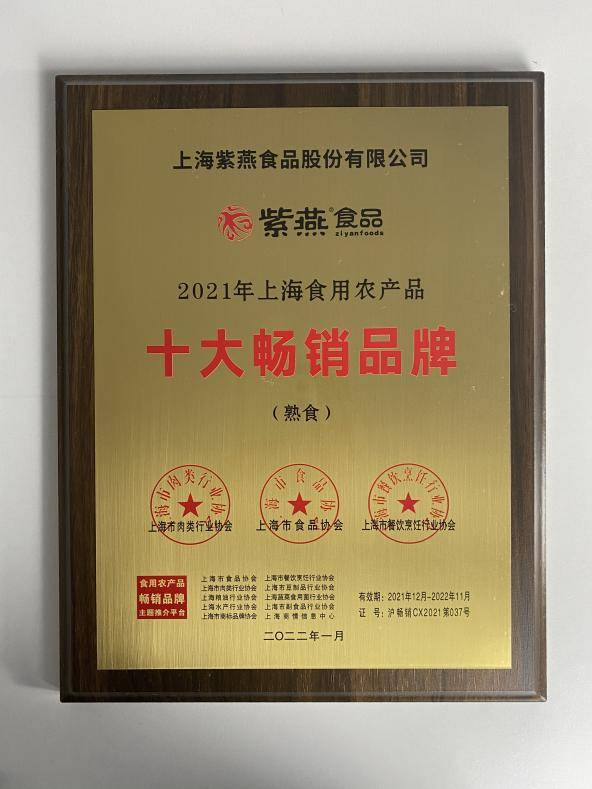 上海紫燕食品股份有限公司
紫燕®食品
ziyanfoods
2021年上海食用农产品
十大畅销品牌
（熟食）
上海市肉类行业协会
上海市肉类行业协会
上海市食品协会
上海市食品协会
上海市餐饮烹饪行业协会
上海市餐饮烹饪行业协会
食用农产品
畅销品牌
主题推介平台
上海市食品协会 上海市餐饮烹饪行业协会
上海市肉类行业协会 上海市豆制品行业协会
上海粮油行业协会 上海蔬菜食用菌行业协会
上海水产行业协会 上海市副食品行业协会
上海市商标品牌协会 上海商情信息中心
有效期：2021年12月-2022年11月
证 号：沪畅销CX2021第037号
二〇二二年一月